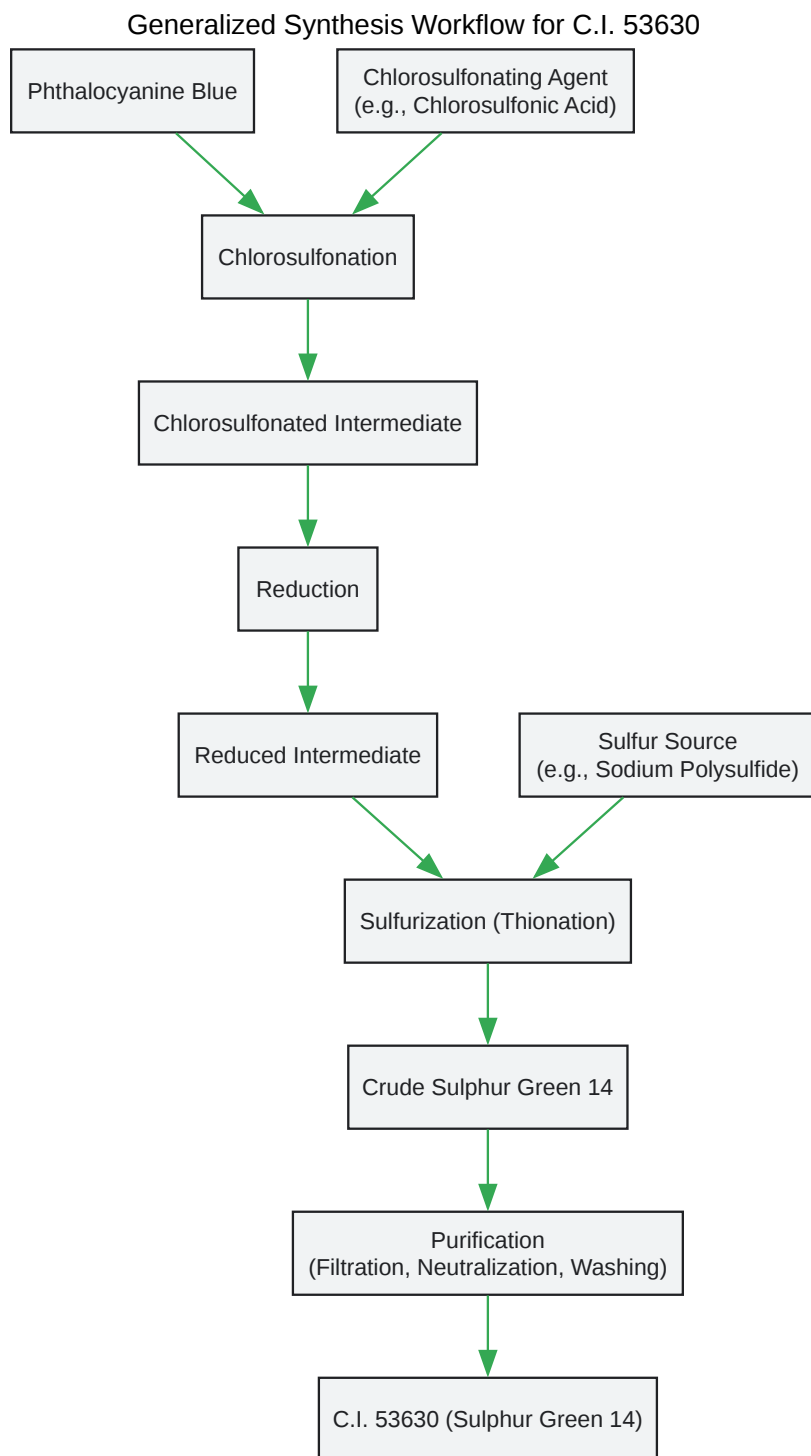 Generalized Synthesis Workflow for C.I. 53630
Phthalocyanine Blue
Chlorosulfonating Agent
(e.g., Chlorosulfonic Acid)
Chlorosulfonation
Chlorosulfonated Intermediate
Reduction
Reduced Intermediate
Sulfur Source
(e.g., Sodium Polysulfide)
Sulfurization (Thionation)
Crude Sulphur Green 14
Purification
(Filtration, Neutralization, Washing)
C.I. 53630 (Sulphur Green 14)